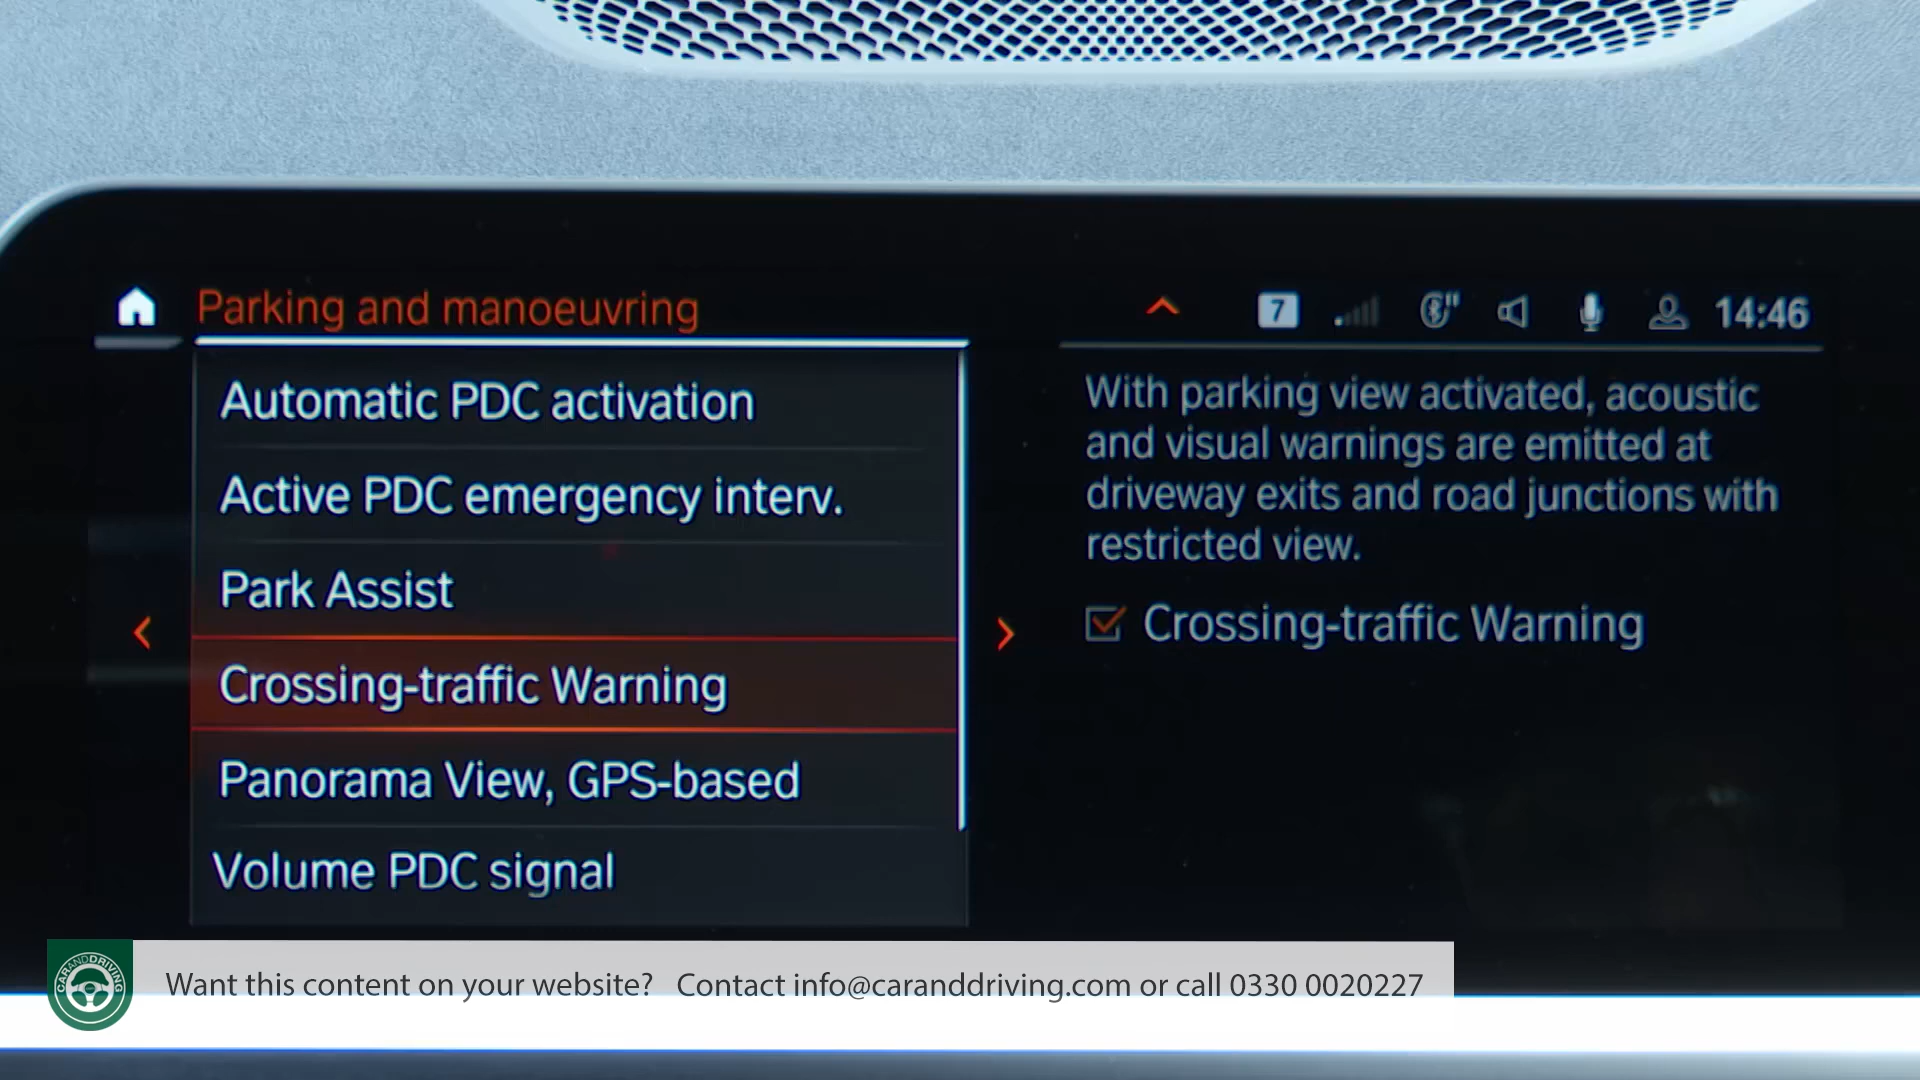 Parking and manoeuvring
7
14:46
Automatic PDC activation
Active PDC emergency interv.
Park Assist
Crossing-traffic Warning
Panorama View, GPS-based
Volume PDC signal
With parking view activated, acoustic
and visual warnings are emitted at
driveway exits and road junctions with
restricted view.
Crossing-traffic Warning
CARANDDRIVING
Want this content on your website? Contact info@caranddriving.com or call 0330 0020227